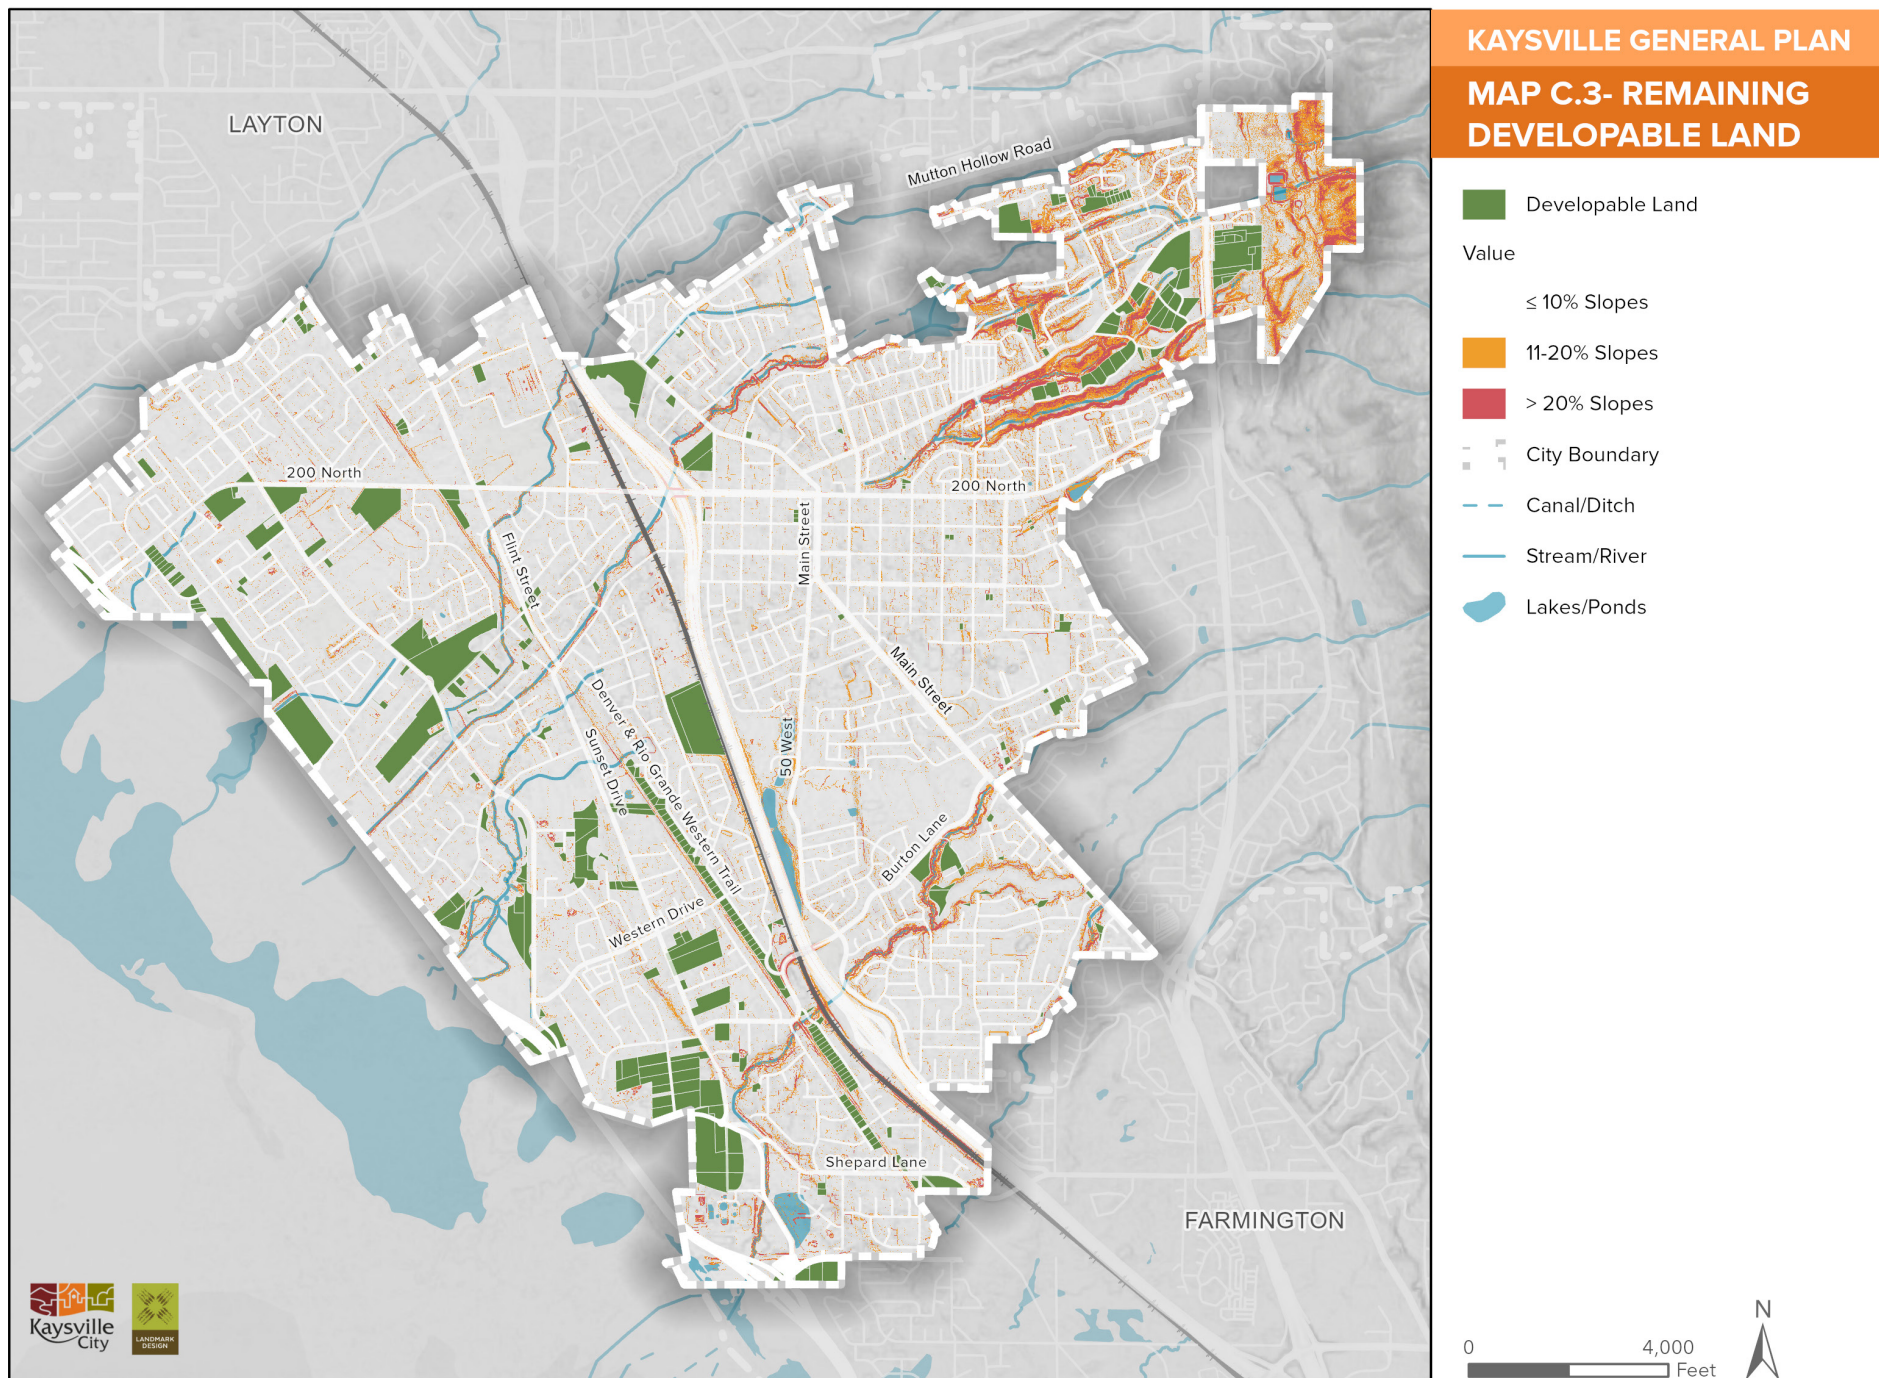 KAYSVILLE GENERAL PLAN
MAP C.3- REMAINING
DEVELOPABLE LAND
Developable Land
Value
≤ 10% Slopes
11-20% Slopes
> 20% Slopes
City Boundary
Canal/Ditch
Stream/River
Lakes/Ponds
LAYTON
Mutton Hollow Road
200 North
200 North
Main Street
Flint Street
Main Street
Denver & Rio Grande Western Trail
Sunset Drive
50 West
Burton Lane
Western Drive
Shepard Lane
FARMINGTON
Kaysville
City
LANDMARK
DESIGN
N
0 4,000
Feet